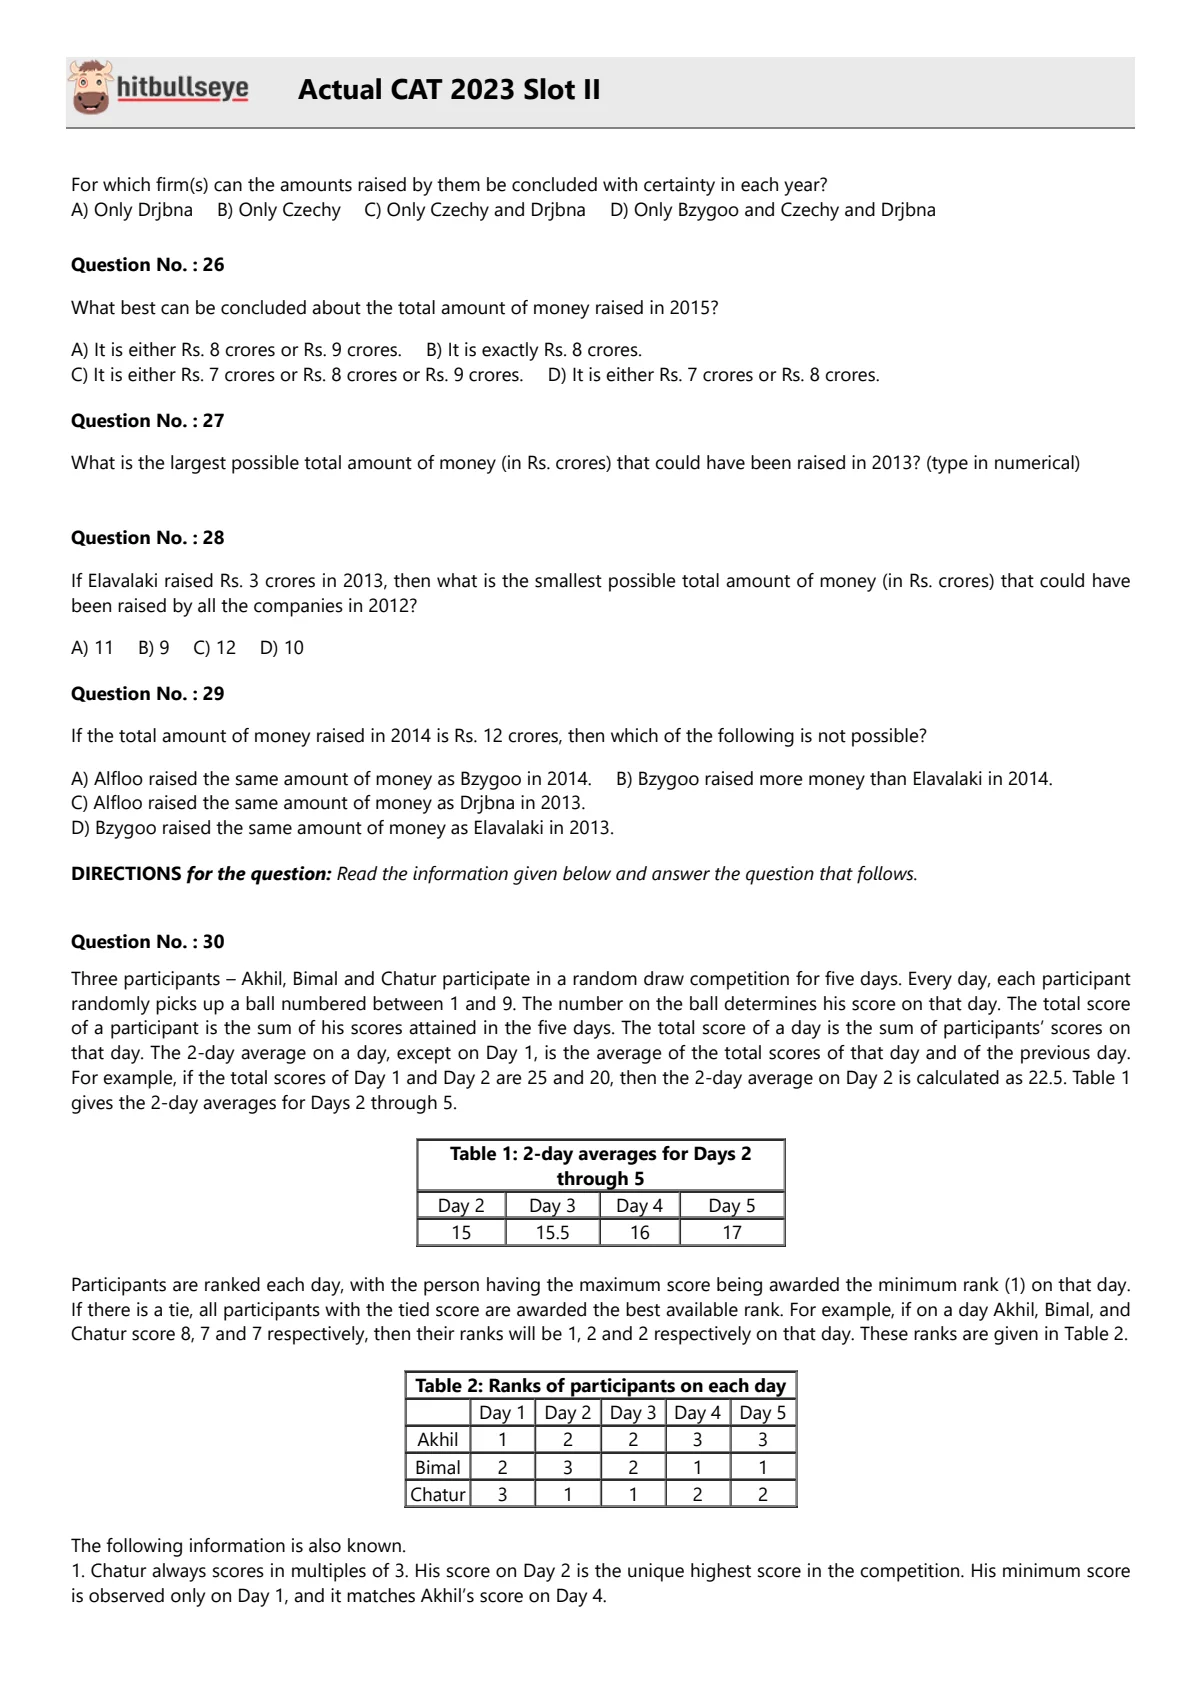 hitbullseye Actual CAT 2023 Slot II
For which firm(s) can the amounts raised by them be concluded with certainty in each year?
A) Only Drjbna B) Only Czechy C) Only Czechy and Drjbna D) Only Bzygoo and Czechy and Drjbna
Question No. : 26
What best can be concluded about the total amount of money raised in 2015?
A) It is either Rs. 8 crores or Rs. 9 crores. B) It is exactly Rs. 8 crores.
C) It is either Rs. 7 crores or Rs. 8 crores or Rs. 9 crores. D) It is either Rs. 7 crores or Rs. 8 crores.
Question No. : 27
What is the largest possible total amount of money (in Rs. crores) that could have been raised in 2013? (type in numerical)
Question No. : 28
If Elavalaki raised Rs. 3 crores in 2013, then what is the smallest possible total amount of money (in Rs. crores) that could have
been raised by all the companies in 2012?
A) 11 B) 9 C) 12 D) 10
Question No. : 29
If the total amount of money raised in 2014 is Rs. 12 crores, then which of the following is not possible?
A) Alfloo raised the same amount of money as Bzygoo in 2014. B) Bzygoo raised more money than Elavalaki in 2014.
C) Alfloo raised the same amount of money as Drjbna in 2013.
D) Bzygoo raised the same amount of money as Elavalaki in 2013.
DIRECTIONS for the question: Read the information given below and answer the question that follows.
Question No. : 30
Three participants – Akhil, Bimal and Chatur participate in a random draw competition for five days. Every day, each participant
randomly picks up a ball numbered between 1 and 9. The number on the ball determines his score on that day. The total score
of a participant is the sum of his scores attained in the five days. The total score of a day is the sum of participants’ scores on
that day. The 2-day average on a day, except on Day 1, is the average of the total scores of that day and of the previous day.
For example, if the total scores of Day 1 and Day 2 are 25 and 20, then the 2-day average on Day 2 is calculated as 22.5. Table 1
gives the 2-day averages for Days 2 through 5.
Table 1: 2-day averages for Days 2
through 5
Day 2 Day 3 Day 4 Day 5
15 15.5 16 17
Participants are ranked each day, with the person having the maximum score being awarded the minimum rank (1) on that day.
If there is a tie, all participants with the tied score are awarded the best available rank. For example, if on a day Akhil, Bimal, and
Chatur score 8, 7 and 7 respectively, then their ranks will be 1, 2 and 2 respectively on that day. These ranks are given in Table 2.
Table 2: Ranks of participants on each day
Day 1 Day 2 Day 3 Day 4 Day 5
Akhil 1 2 2 3 3
Bimal 2 3 2 1 1
Chatur 3 1 1 2 2
The following information is also known.
1. Chatur always scores in multiples of 3. His score on Day 2 is the unique highest score in the competition. His minimum score
is observed only on Day 1, and it matches Akhil’s score on Day 4.